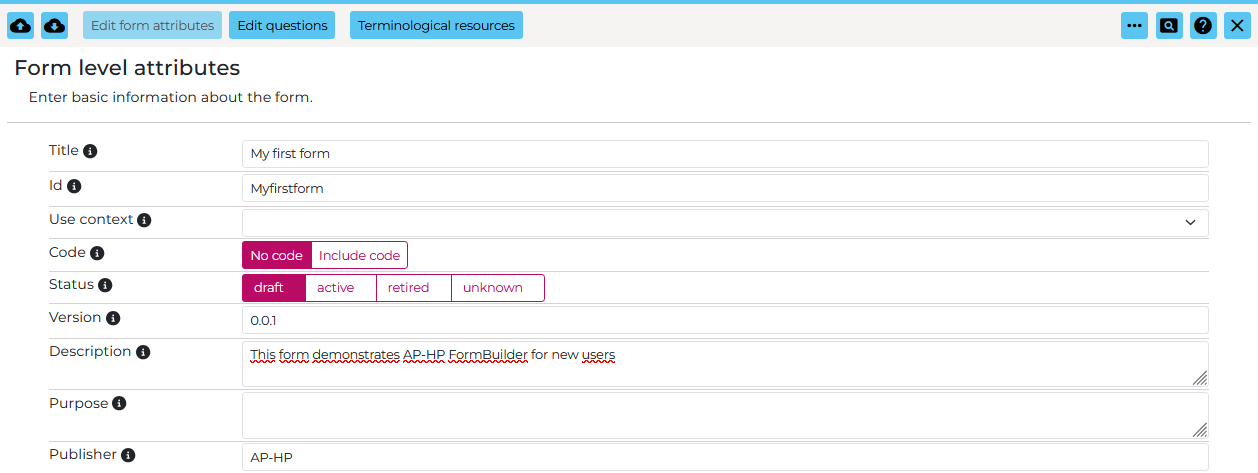 Edit form attributes Edit questions Terminological resources
Form level attributes
Enter basic information about the form.
Title My first form
Id Myfirstform
Use context
Code No code Include code
Status draft active retired unknown
Version 0.0.1
Description This form demonstrates AP-HP FormBuilder for new users
Purpose
Publisher AP-HP